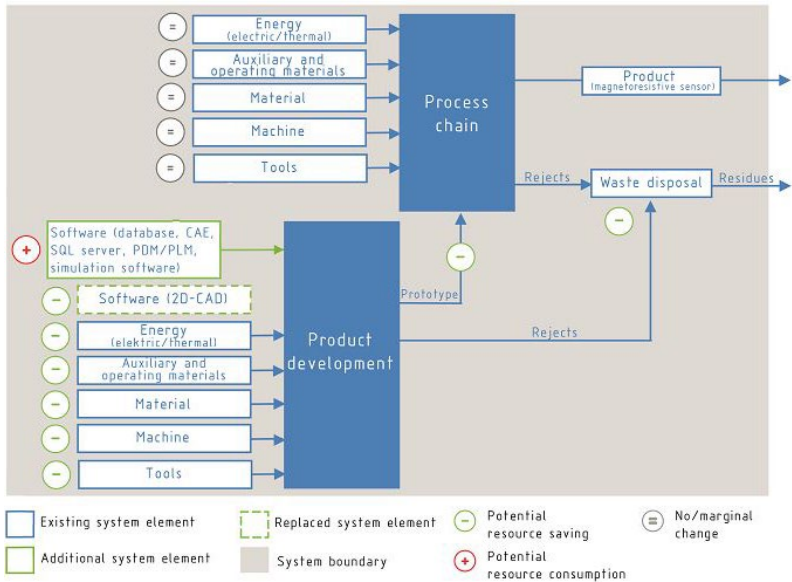 =
Energy
(electric/thermal)
=
Auxiliary and
operating materials
=
Material
=
Machine
=
Tools
Process
chain
Product
(magnetoresistive sensor)
Rejects
Waste disposal
Residues
-
+
Software (database, CAE,
SQL server, PDM/PLM,
simulation software)
-
Software (2D-CAD)
-
Energy
(elektric/thermal)
-
Auxiliary and
operating materials
-
Material
-
Machine
-
Tools
Product
development
Prototype
-
Rejects
Existing system element
Additional system element
Replaced system element
System boundary
-
Potential
resource saving
+
Potential
resource consumption
=
No/marginal
change